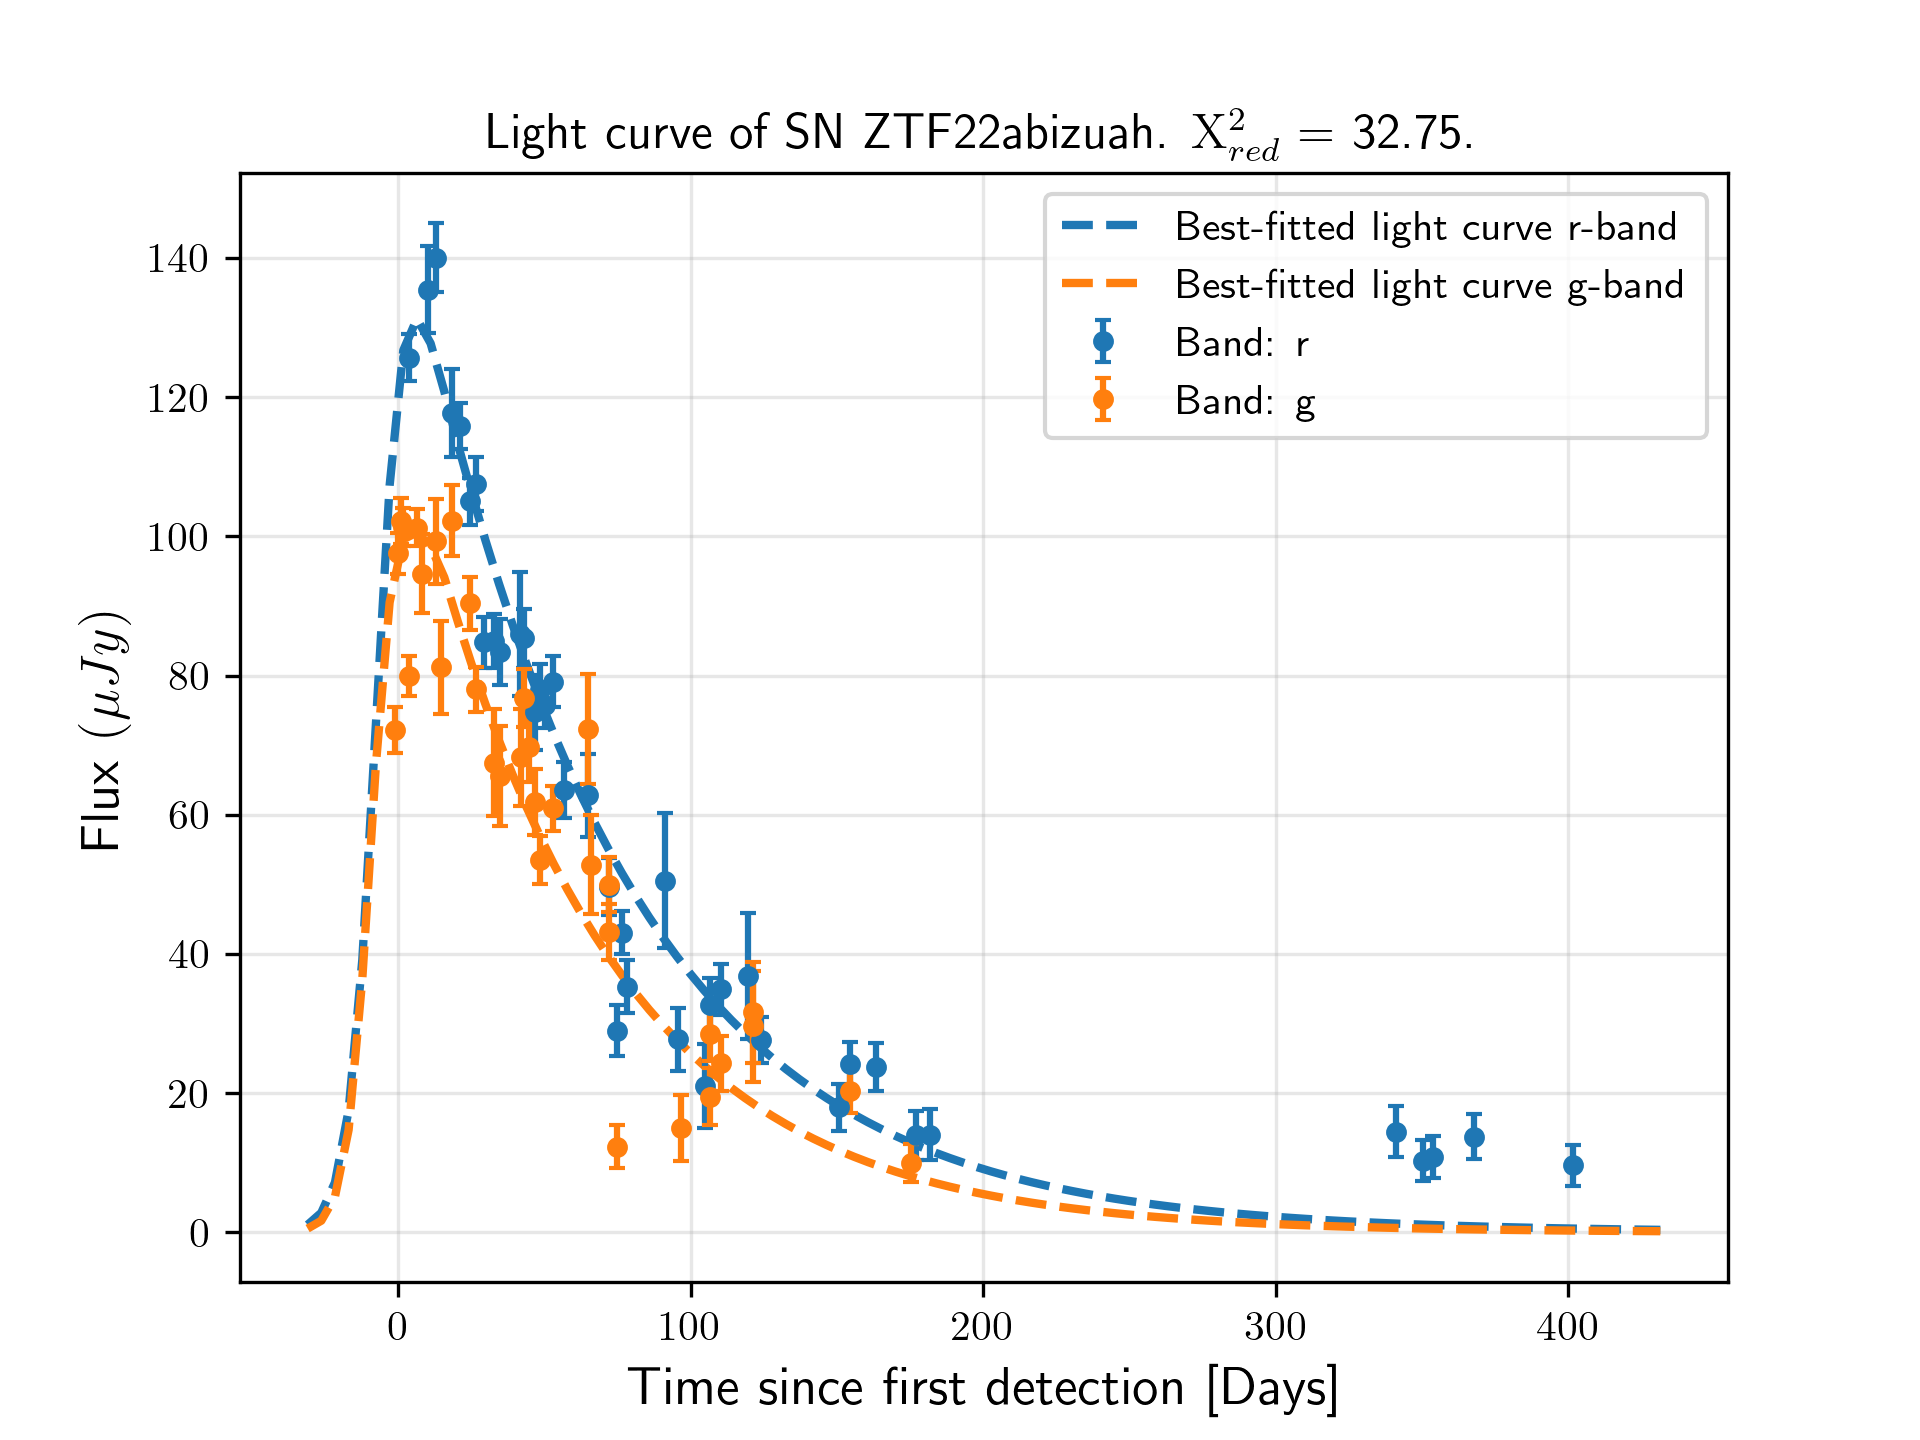 Light curve of SN ZTF22abizuah. X²_red = 32.75.
Best-fitted light curve r-band
Best-fitted light curve g-band
Band: r
Band: g
Flux (μJy)
140
120
100
80
60
40
20
0
0 100 200 300 400
Time since first detection [Days]